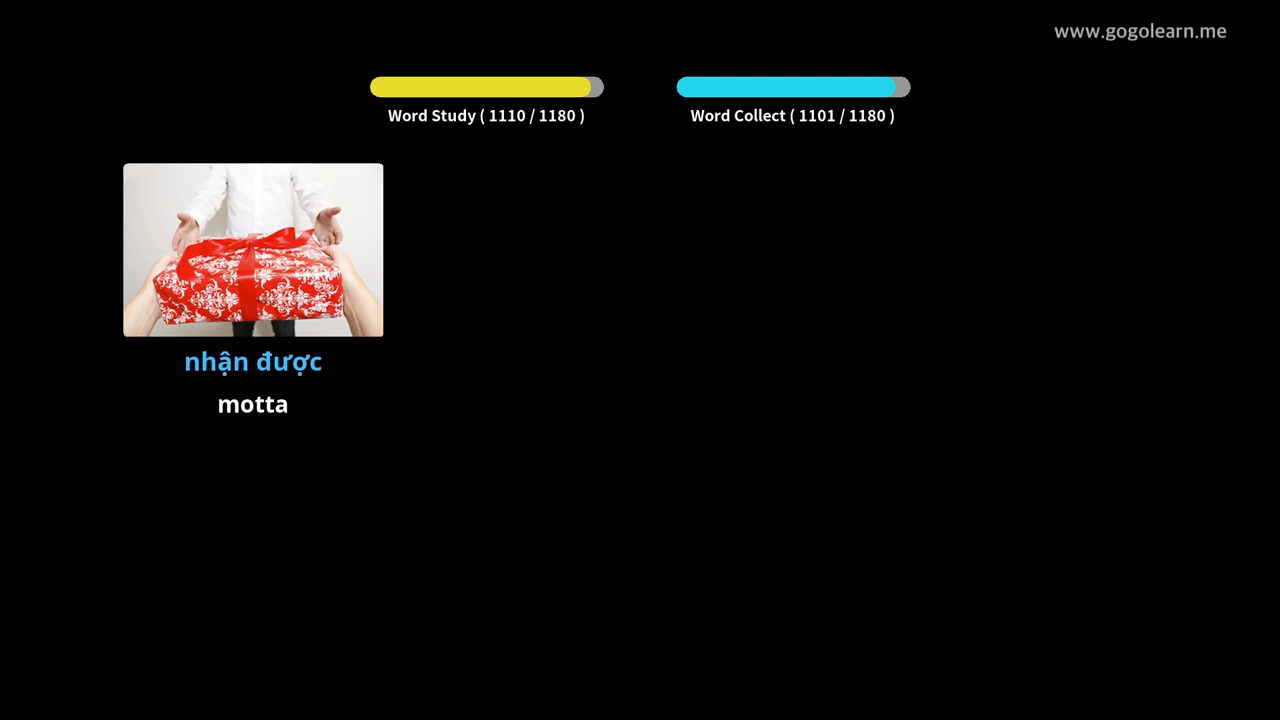 www.gogolearn.me
Word Study ( 1110 / 1180 )
Word Collect ( 1101 / 1180 )
nhận được
motta